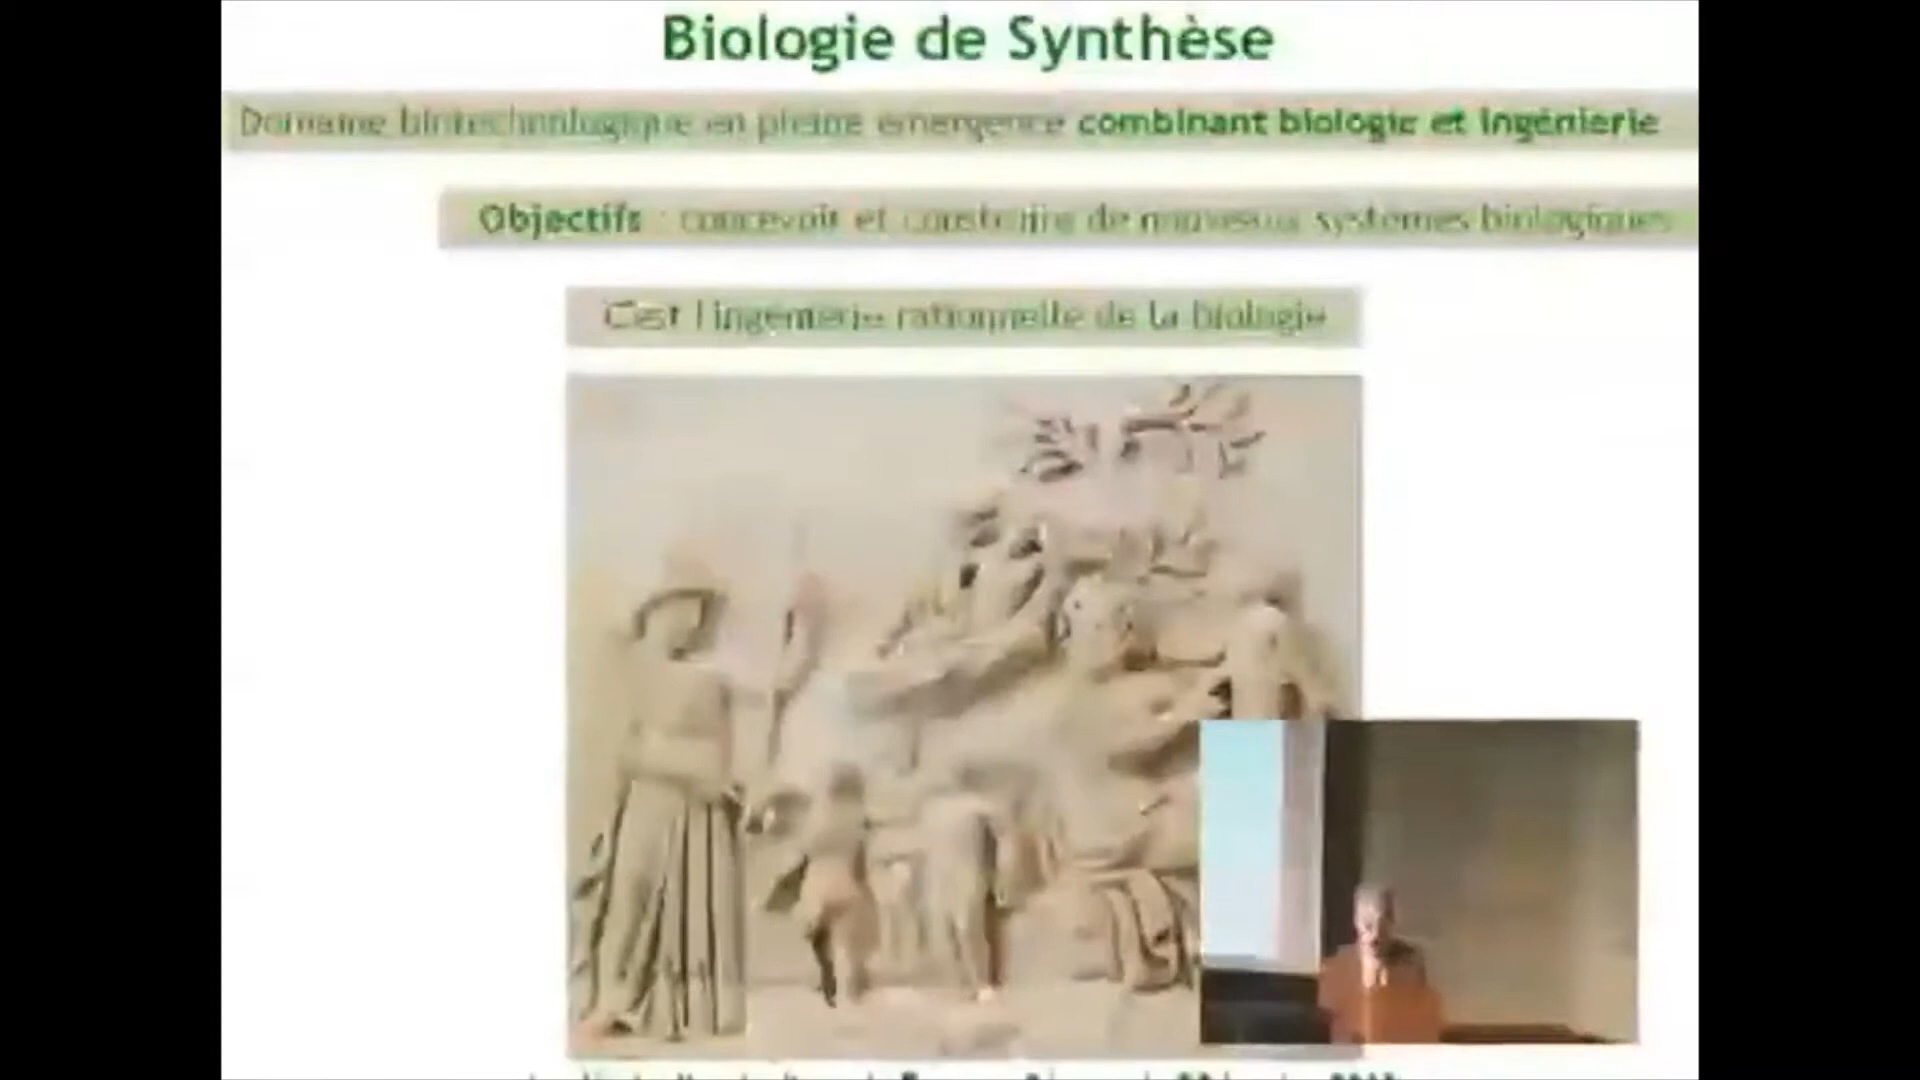 Biologie de Synthèse
Domaine biotechnologique en pleine émergence combinant biologie et ingénierie
Objectifs : concevoir et construire de nouveaux systèmes biologiques
C'est l'ingénierie rationnelle de la biologie